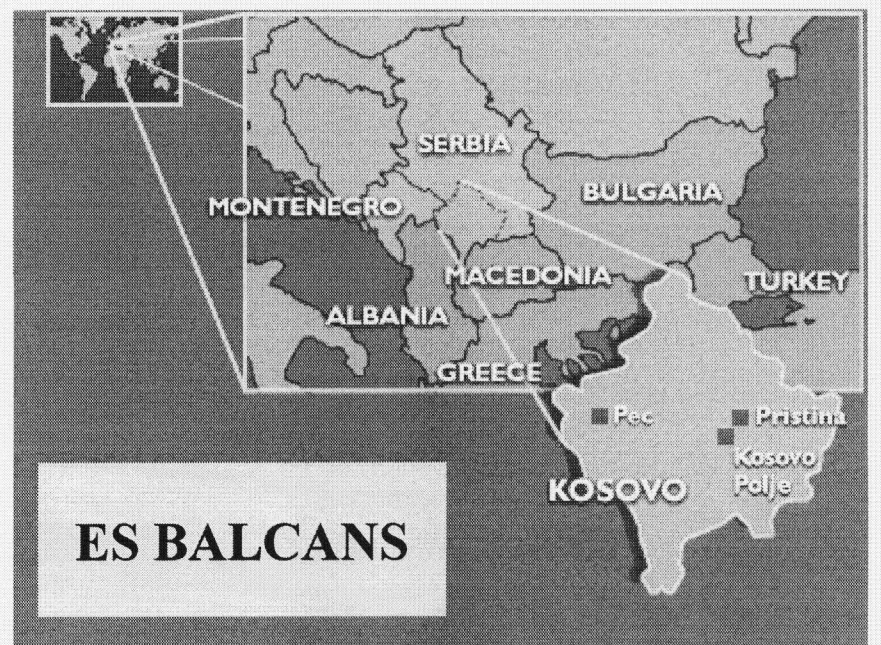 SERBIA
BULGARIA
MONTENEGRO
MACEDONIA
TURKEY
ALBANIA
GREECE
Pec
Pristina
Kosovo
Polje
KOSOVO
ES BALCANS